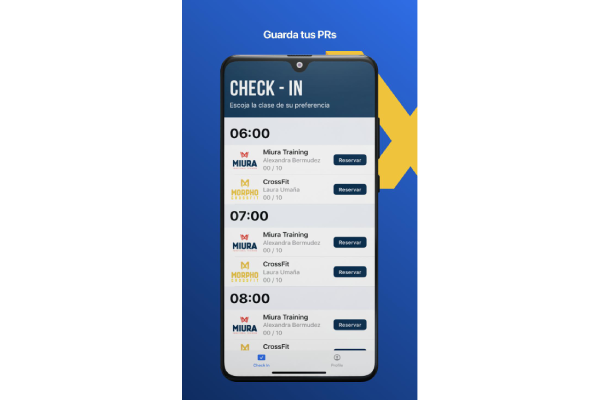 Guarda tus PRs
CHECK - IN
Escoja la clase de su preferencia
06:00
Miura Training
MIURA
Alexandra Bermudez
Reservar
00 / 10
CrossFit
MORPHO
CROSSFIT
Laura Umaña
Reservar
00 / 10
07:00
Miura Training
MIURA
Alexandra Bermudez
Reservar
00 / 10
CrossFit
MORPHO
CROSSFIT
Laura Umaña
Reservar
00 / 10
08:00
Miura Training
MIURA
Alexandra Bermudez
Reservar
00 / 10
CrossFit
Check in
Profile